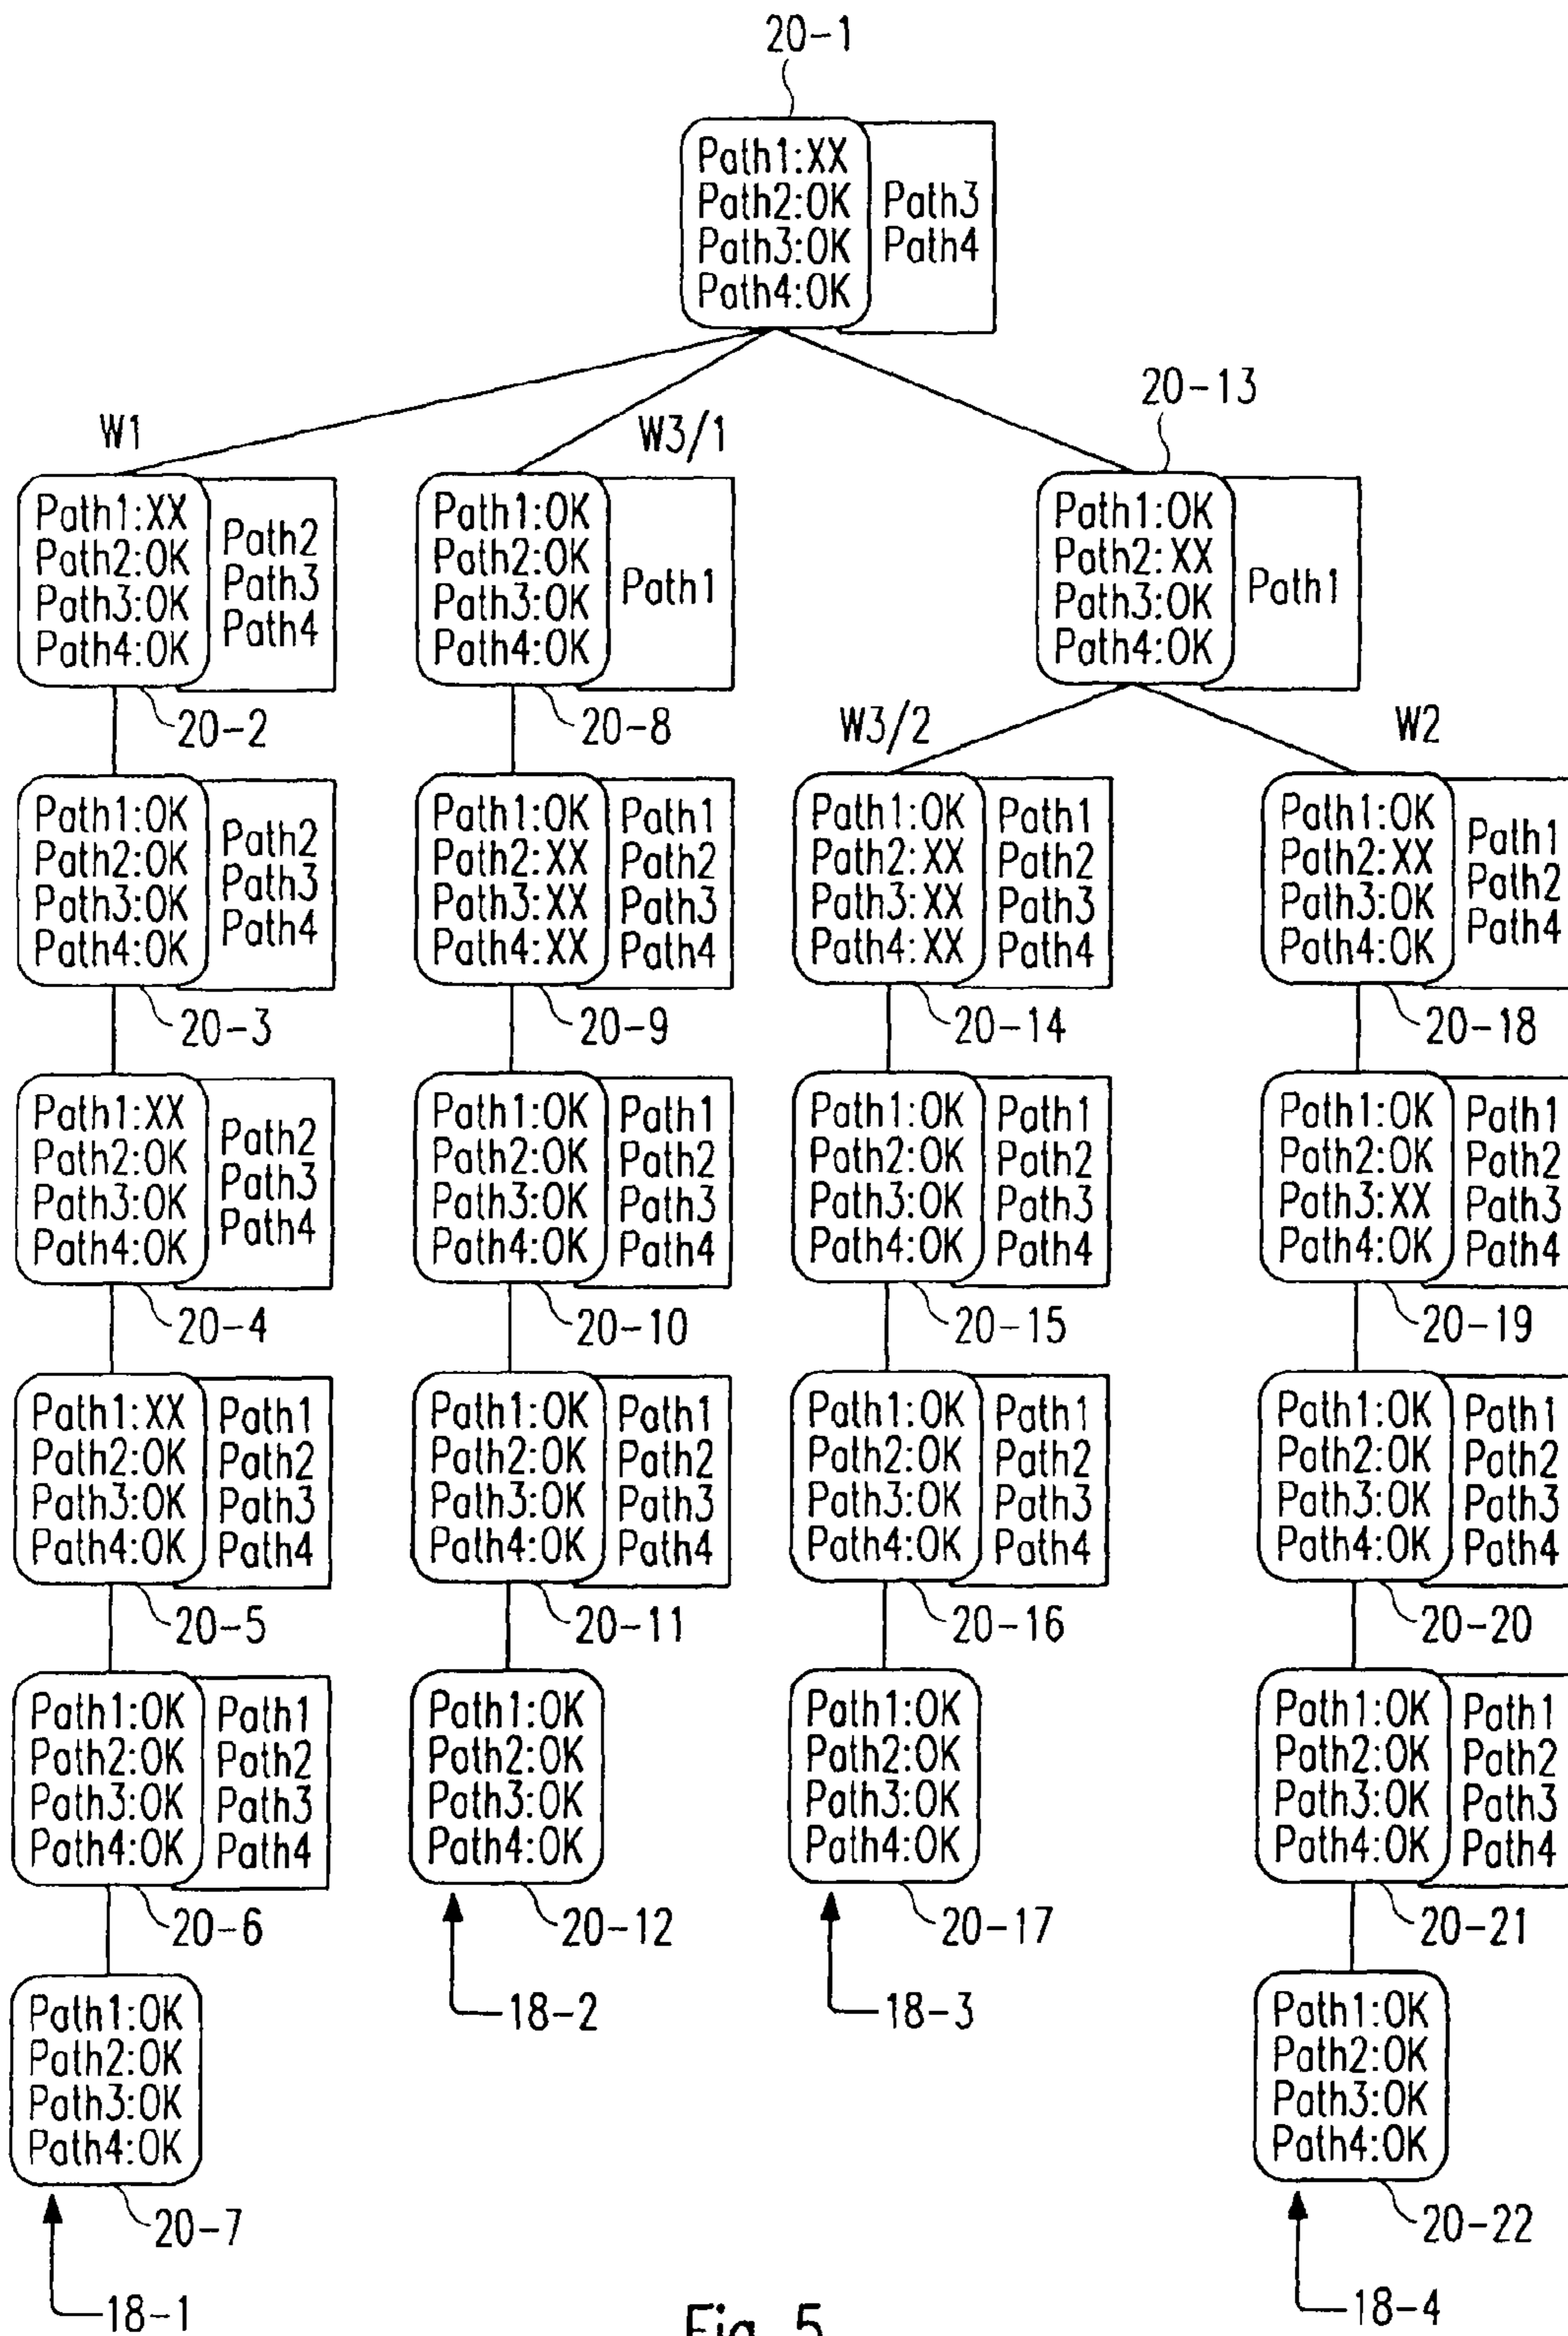 20-1
Path1:XX
Path2:OK
Path3:OK
Path4:OK
Path3
Path4
W1
W3/1
20-13
Path1:XX
Path2:OK
Path3:OK
Path4:OK
Path2
Path3
Path4
20-2
Path1:OK
Path2:OK
Path3:OK
Path4:OK
Path1
20-8
Path1:OK
Path2:XX
Path3:OK
Path4:OK
Path1
W3/2
W2
Path1:OK
Path2:OK
Path3:OK
Path4:OK
Path2
Path3
Path4
20-3
Path1:OK
Path2:XX
Path3:XX
Path4:XX
Path1
Path2
Path3
Path4
20-9
Path1:OK
Path2:XX
Path3:XX
Path4:XX
Path1
Path2
Path3
Path4
20-14
Path1:OK
Path2:XX
Path3:OK
Path4:OK
Path1
Path2
Path4
20-18
Path1:XX
Path2:OK
Path3:OK
Path4:OK
Path2
Path3
Path4
20-4
Path1:OK
Path2:OK
Path3:OK
Path4:OK
Path1
Path2
Path3
Path4
20-10
Path1:OK
Path2:OK
Path3:OK
Path4:OK
Path1
Path2
Path3
Path4
20-15
Path1:OK
Path2:OK
Path3:XX
Path4:OK
Path1
Path2
Path3
Path4
20-19
Path1:XX
Path2:OK
Path3:OK
Path4:OK
Path1
Path2
Path3
Path4
20-5
Path1:OK
Path2:OK
Path3:OK
Path4:OK
Path1
Path2
Path3
Path4
20-11
Path1:OK
Path2:OK
Path3:OK
Path4:OK
Path1
Path2
Path3
Path4
20-16
Path1:OK
Path2:OK
Path3:OK
Path4:OK
Path1
Path2
Path3
Path4
20-20
Path1:OK
Path2:OK
Path3:OK
Path4:OK
Path1
Path2
Path3
Path4
20-6
Path1:OK
Path2:OK
Path3:OK
Path4:OK
20-12
18-2
Path1:OK
Path2:OK
Path3:OK
Path4:OK
20-17
18-3
Path1:OK
Path2:OK
Path3:OK
Path4:OK
Path1
Path2
Path3
Path4
20-21
Path1:OK
Path2:OK
Path3:OK
Path4:OK
20-7
18-1
Path1:OK
Path2:OK
Path3:OK
Path4:OK
20-22
18-4
Fig. 5